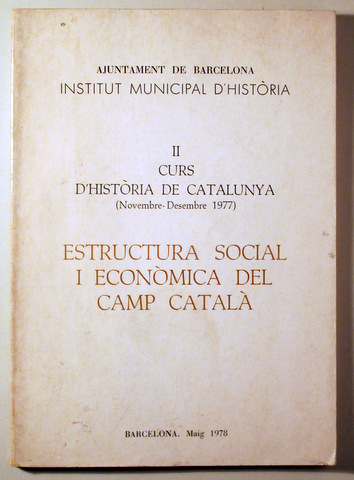 AJUNTAMENT DE BARCELONA
INSTITUT MUNICIPAL D'HISTÒRIA
II
CURS
D'HISTÒRIA DE CATALUNYA
(Novembre-Desembre 1977)
ESTRUCTURA SOCIAL
I ECONÒMICA DEL
CAMP CATALÀ
BARCELONA. Maig 1978